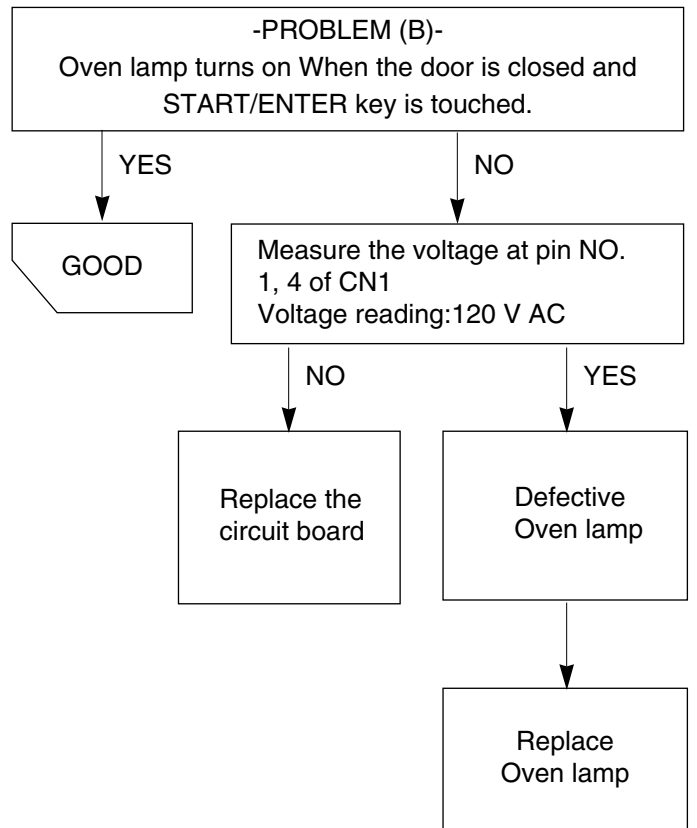 -PROBLEM (B)-
Oven lamp turns on When the door is closed and
START/ENTER key is touched.
YES
NO
GOOD
Measure the voltage at pin NO.
1, 4 of CN1
Voltage reading:120 V AC
NO
YES
Replace the
circuit board
Defective
Oven lamp
Replace
Oven lamp